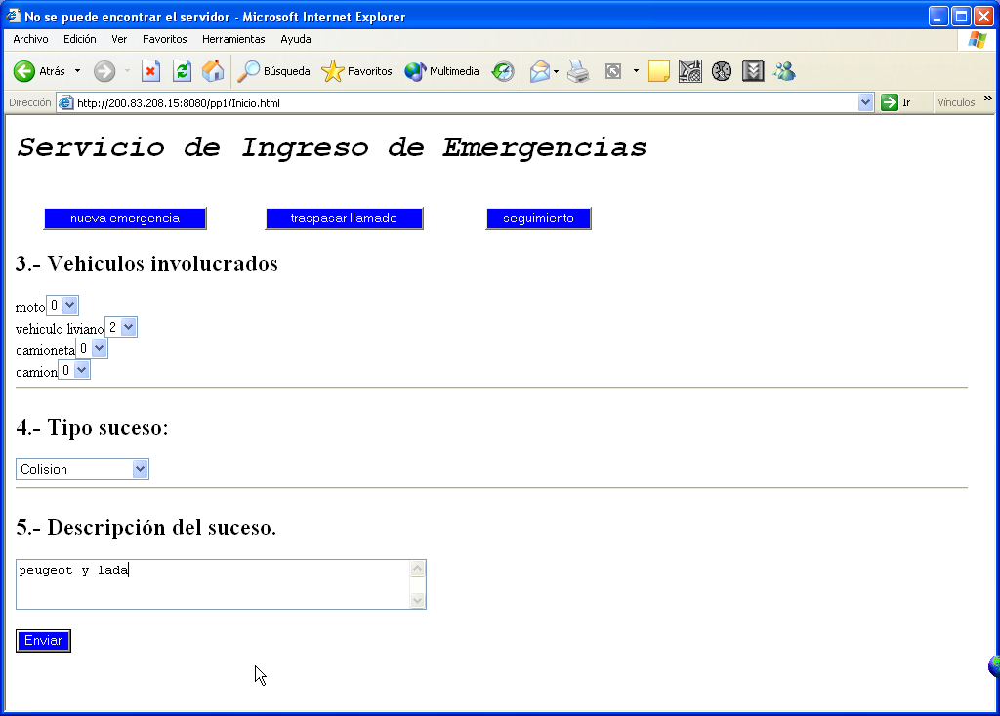 No se puede encontrar el servidor - Microsoft Internet Explorer
Archivo Edición Ver Favoritos Herramientas Ayuda
Atrás Búsqueda Favoritos Multimedia
Dirección http://200.83.208.15:8080/pp1/Inicio.html Ir Vínculos »
Servicio de Ingreso de Emergencias
nueva emergencia traspasar llamado seguimiento
3.- Vehiculos involucrados
moto 0
vehiculo liviano 2
camioneta 0
camion 0
4.- Tipo suceso:
Colision
5.- Descripción del suceso.
peugeot y lada
Enviar